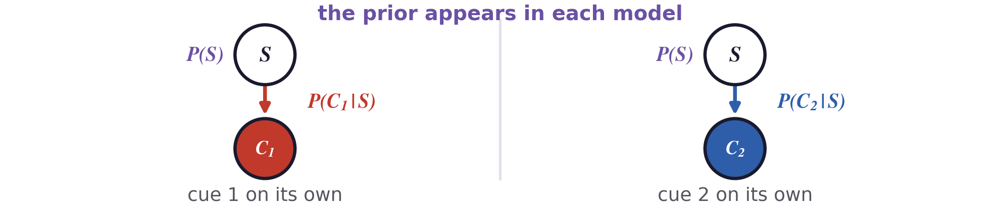 the prior appears in each model
P(S)
S
P(C₁|S)
C₁
cue 1 on its own
P(S)
S
P(C₂|S)
C₂
cue 2 on its own